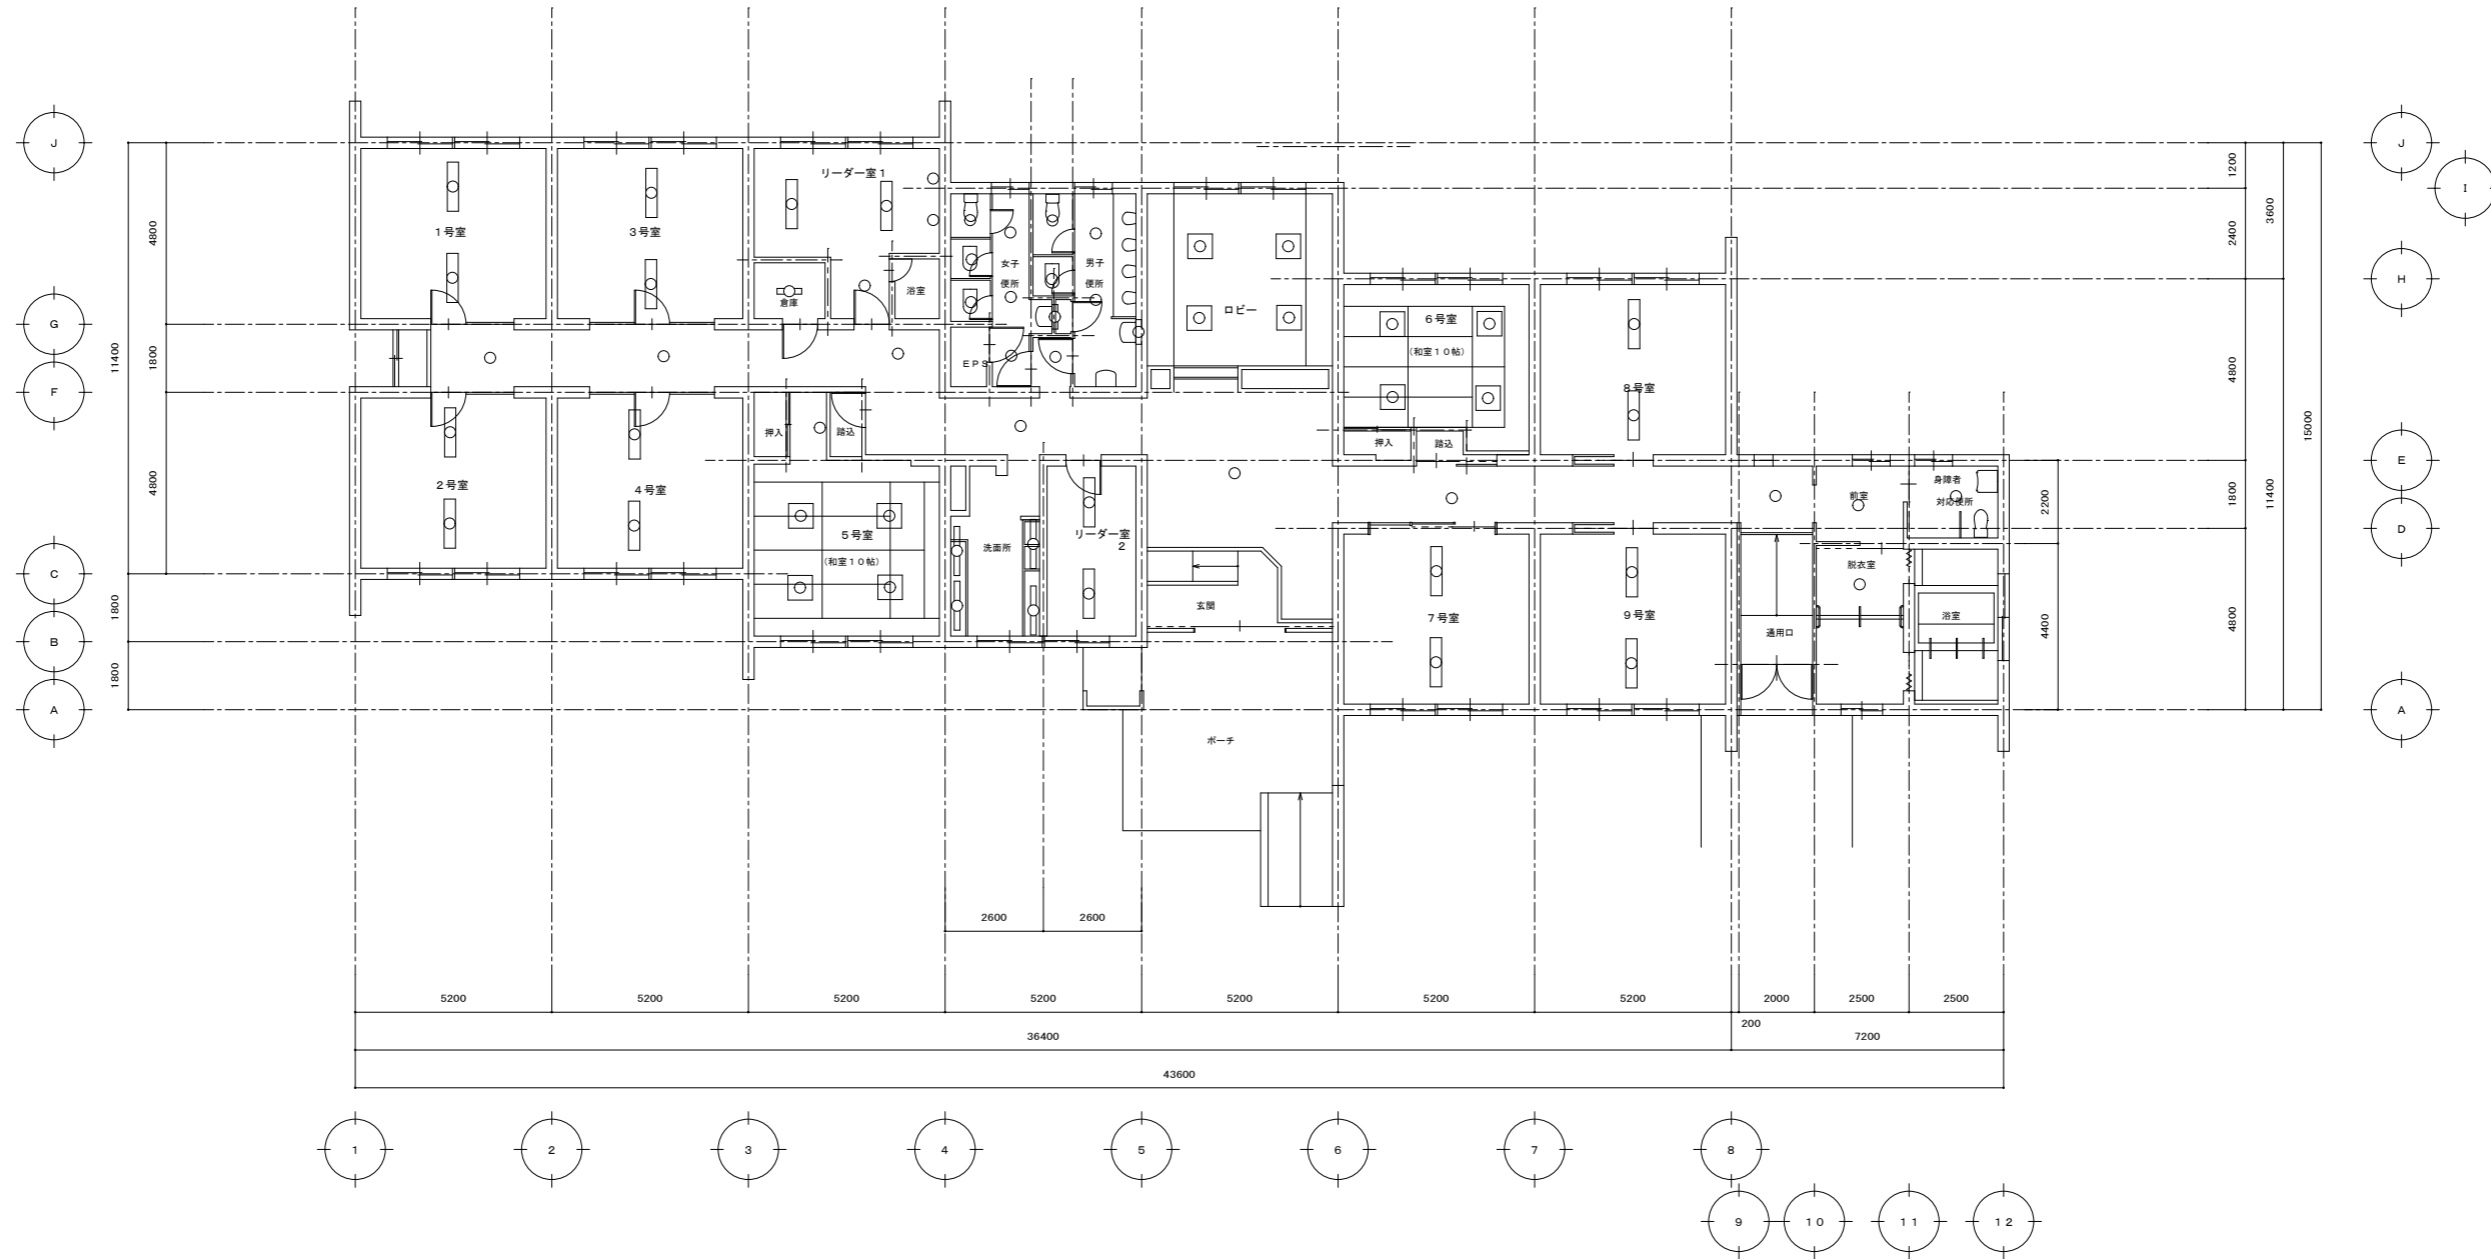 J
J
I
1200
リーダー室１
3600
１号室
３号室
4800
2400
女子
便所
男子
便所
H
倉庫
浴室
ロビー
G
６号室
EPS
(和室１０帖)
11400
1800
4800
F
８号室
15000
押入
踏込
押入
踏込
E
２号室
４号室
4800
身障者
対応便所
前室
2200
1800
11400
D
５号室
(和室１０帖)
洗面所
リーダー室
２
脱衣室
C
1800
玄関
７号室
９号室
通用口
浴室
4400
4800
B
1800
A
A
ポーチ
2600
2600
5200
5200
5200
5200
5200
5200
5200
2000
2500
2500
200
36400
7200
43600
1
2
3
4
5
6
7
8
9
10
11
12